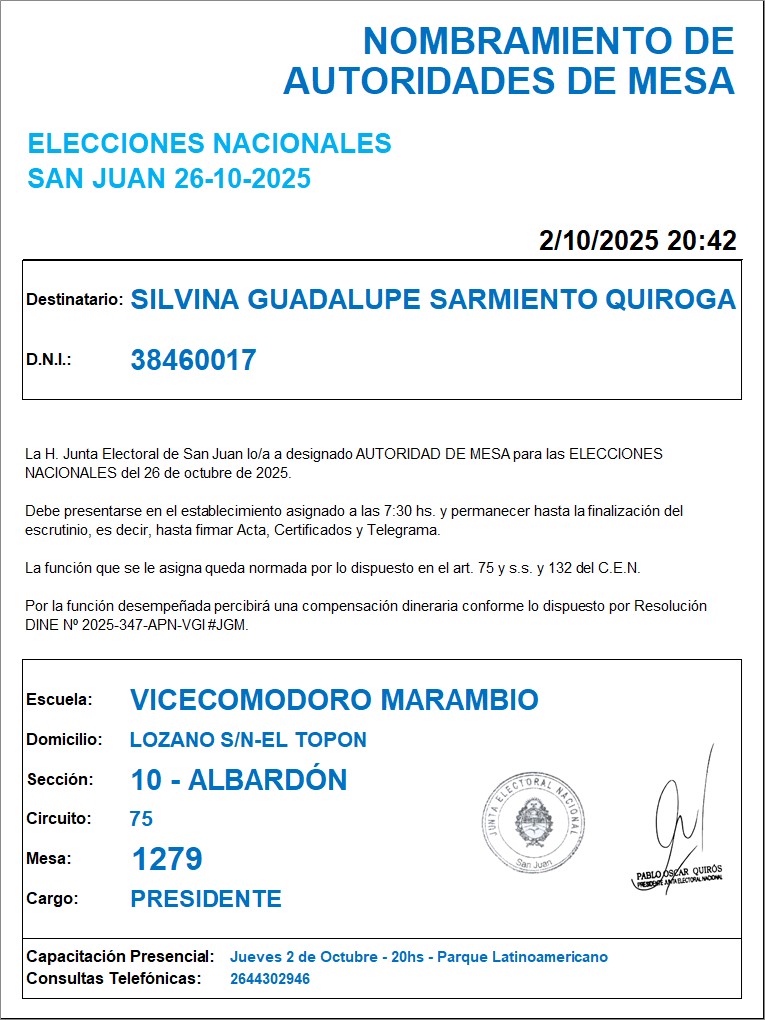 NOMBRAMIENTO DE
AUTORIDADES DE MESA
ELECCIONES NACIONALES
SAN JUAN 26-10-2025
2/10/2025 20:42
Destinatario: SILVINA GUADALUPE SARMIENTO QUIROGA
D.N.I.: 38460017
La H. Junta Electoral de San Juan lo/a a designado AUTORIDAD DE MESA para las ELECCIONES
NACIONALES del 26 de octubre de 2025.
Debe presentarse en el establecimiento asignado a las 7:30 hs. y permanecer hasta la finalización del
escrutinio, es decir, hasta firmar Acta, Certificados y Telegrama.
La función que se le asigna queda normada por lo dispuesto en el art. 75 y s.s. y 132 del C.E.N.
Por la función desempeñada percibirá una compensación dineraria conforme lo dispuesto por Resolución
DINE Nº 2025-347-APN-VGI#JGM.
Escuela: VICECOMODORO MARAMBIO
Domicilio: LOZANO S/N-EL TOPON
Sección: 10 - ALBARDÓN
Circuito: 75
Mesa: 1279
Cargo: PRESIDENTE
JUNTA ELECTORAL NACIONAL
San Juan
PABLO OSCAR QUIRÓS
PRESIDENTE JUNTA ELECTORAL NACIONAL
Capacitación Presencial: Jueves 2 de Octubre - 20hs - Parque Latinoamericano
Consultas Telefónicas: 2644302946